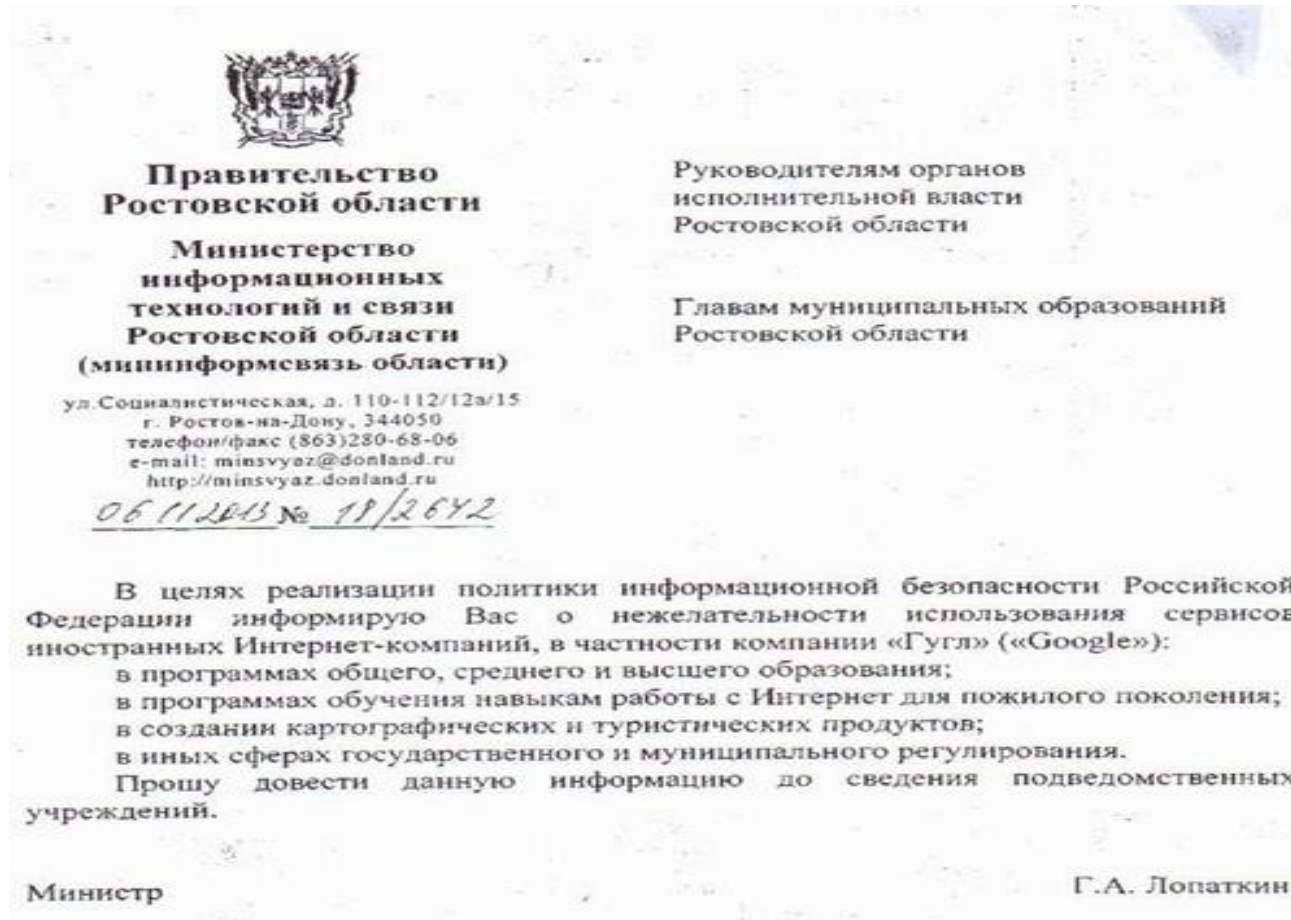 Правительство
Ростовской области
Министерство
информационных
технологий и связи
Ростовской области
(мининформсвязь области)
ул.Социалистическая, д. 110-112/12а/15
г. Ростов-на-Дону, 344050
телефон/факс (863)280-68-06
e-mail: minsvyaz@donland.ru
http://minsvyaz.donland.ru
06 11 2013 № 18/2642
Руководителям органов
исполнительной власти
Ростовской области
Главам муниципальных образований
Ростовской области
В целях реализации политики информационной безопасности Российской
Федерации информирую Вас о нежелательности использования сервисов
иностранных Интернет-компаний, в частности компании «Гугл» («Google»):
в программах общего, среднего и высшего образования;
в программах обучения навыкам работы с Интернет для пожилого поколения;
в создании картографических и туристических продуктов;
в иных сферах государственного и муниципального регулирования.
Прошу довести данную информацию до сведения подведомственных
учреждений.
Министр Г.А. Лопаткин